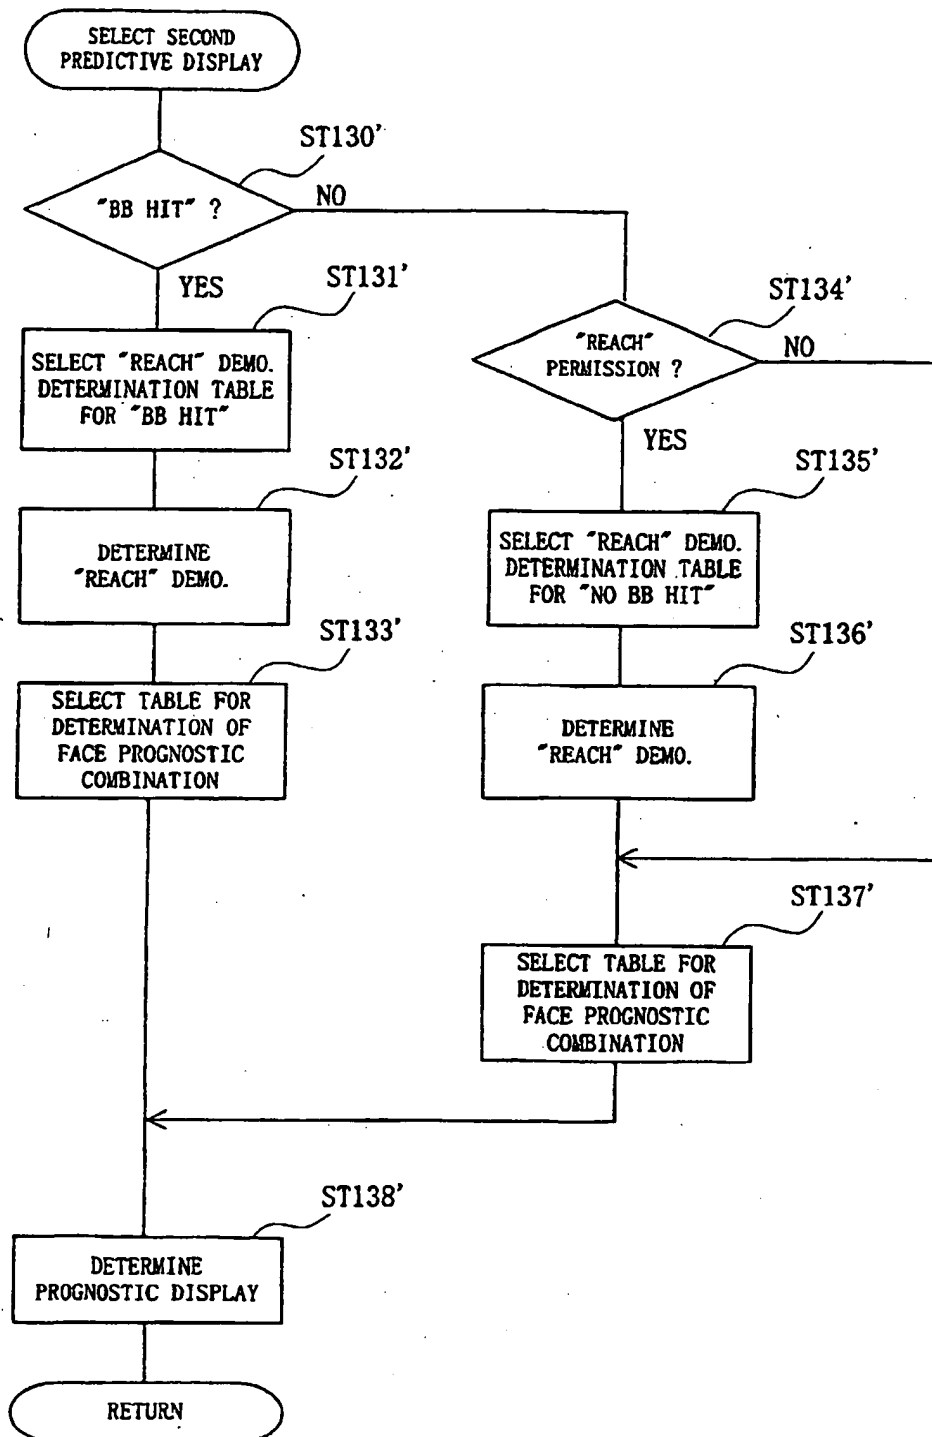 SELECT SECOND
PREDICTIVE DISPLAY
ST130'
"BB HIT" ?
NO
YES
ST131'
SELECT "REACH" DEMO.
DETERMINATION TABLE
FOR "BB HIT"
ST132'
DETERMINE
"REACH" DEMO.
ST133'
SELECT TABLE FOR
DETERMINATION OF
FACE PROGNOSTIC
COMBINATION
ST134'
"REACH"
PERMISSION ?
NO
YES
ST135'
SELECT "REACH" DEMO.
DETERMINATION TABLE
FOR "NO BB HIT"
ST136'
DETERMINE
"REACH" DEMO.
ST137'
SELECT TABLE FOR
DETERMINATION OF
FACE PROGNOSTIC
COMBINATION
ST138'
DETERMINE
PROGNOSTIC DISPLAY
RETURN